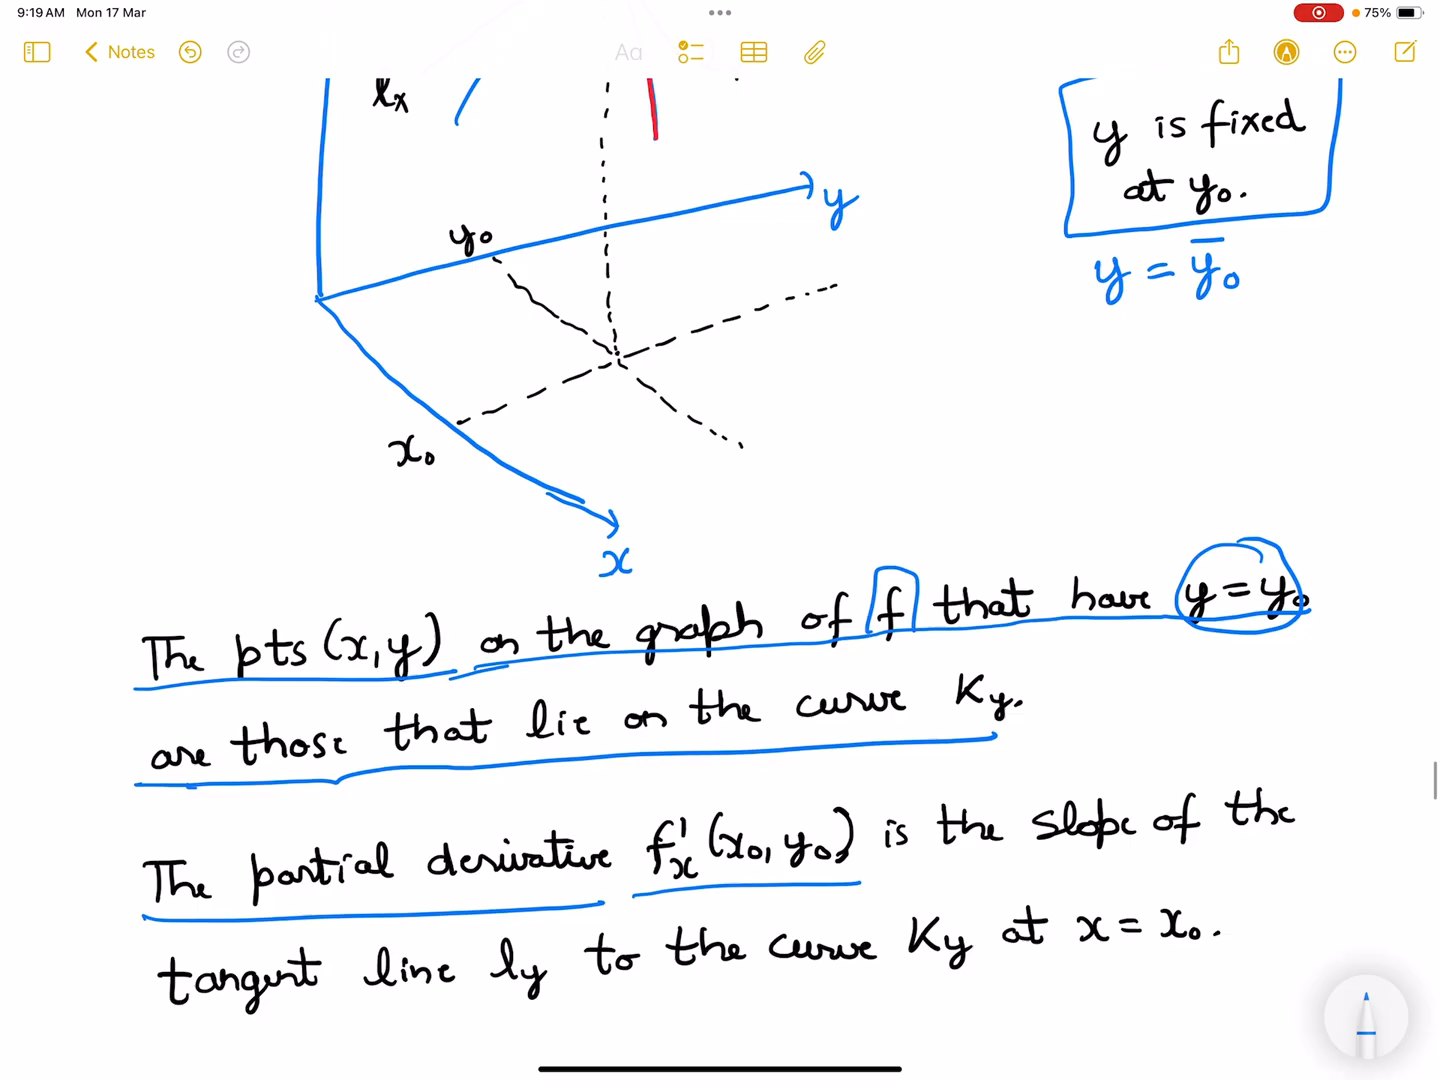 9:19 AM Mon 17 Mar
75%
Notes
Aa
lx
y is fixed
at y₀.
y = ȳ₀
y
y₀
x₀
x
The pts (x,y) on the graph of f that have y = y₀
are those that lie on the curve Ky.
The partial derivative f'ₓ(x₀, y₀) is the slope of the
tangent line ly to the curve Ky at x = x₀.